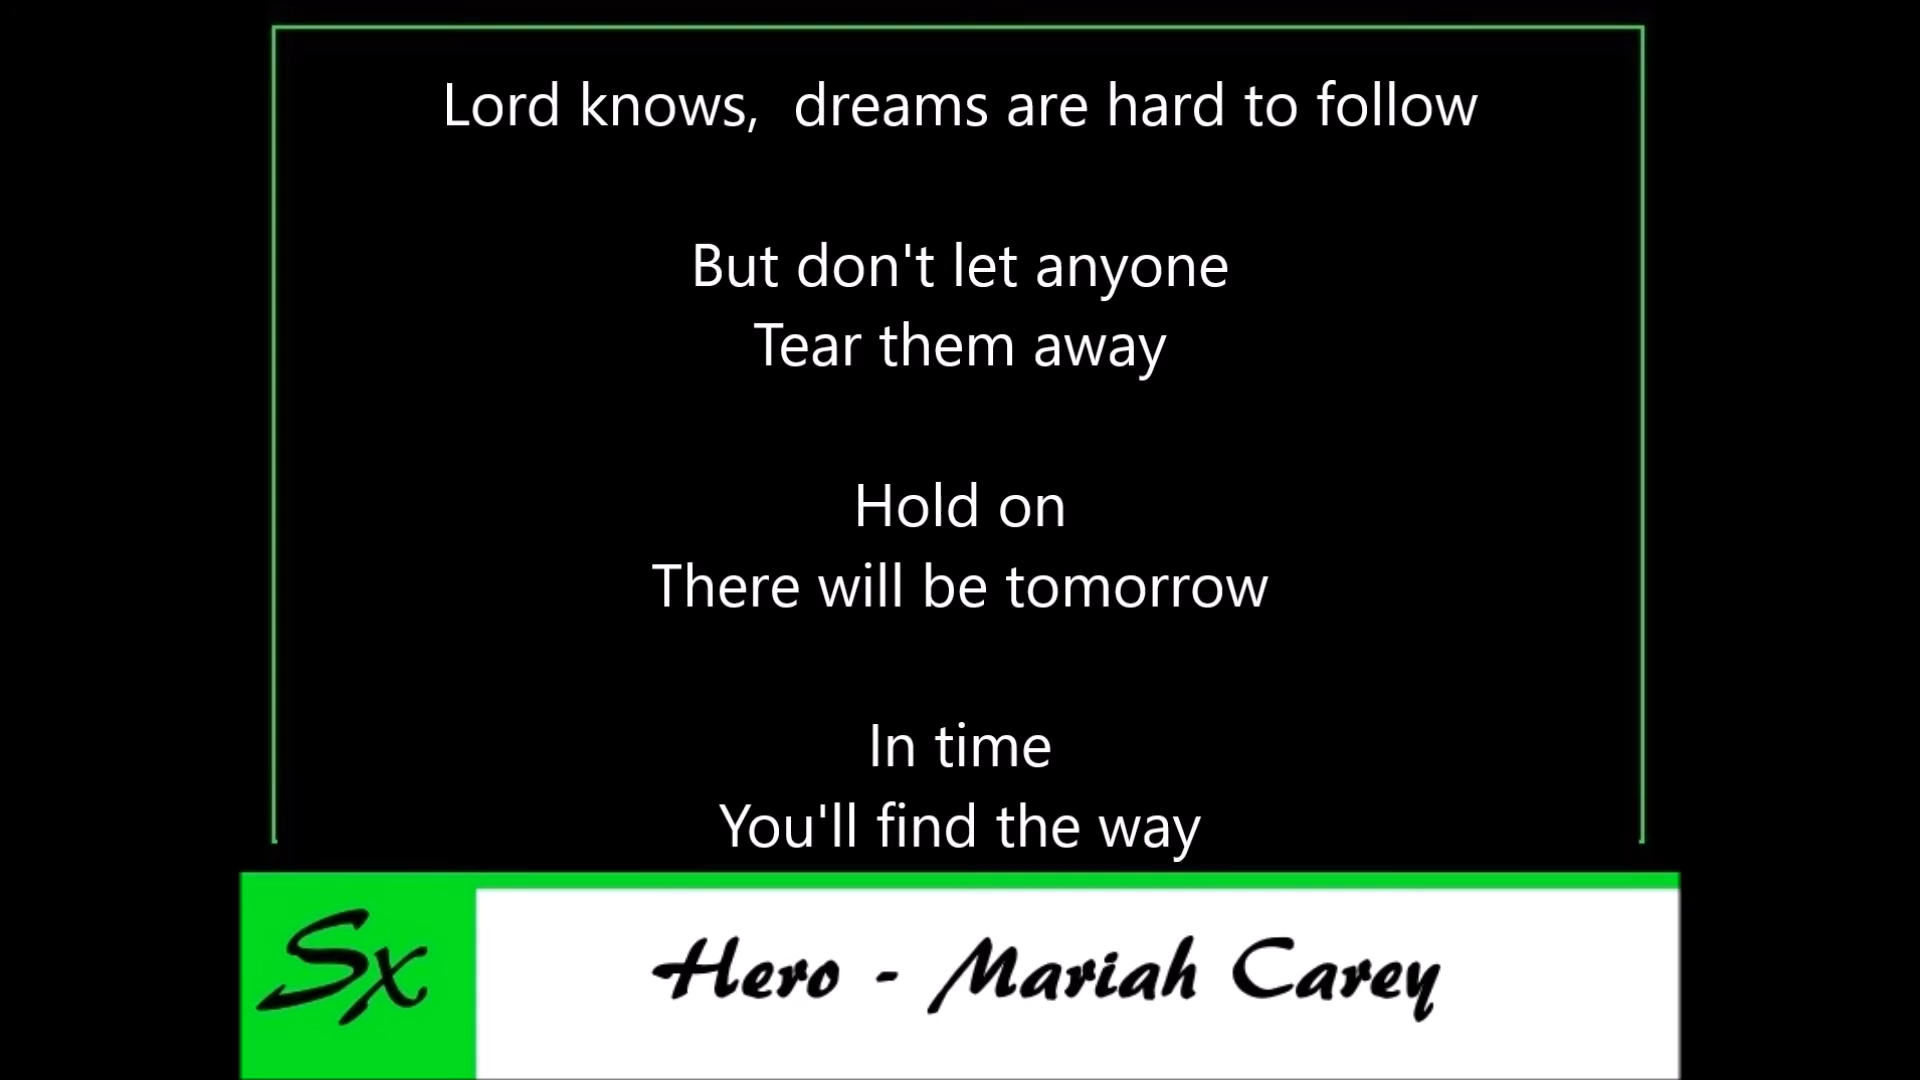 Lord knows,  dreams are hard to follow
But don't let anyone
Tear them away
Hold on
There will be tomorrow
In time
You'll find the way
Sx
Hero - Mariah Carey